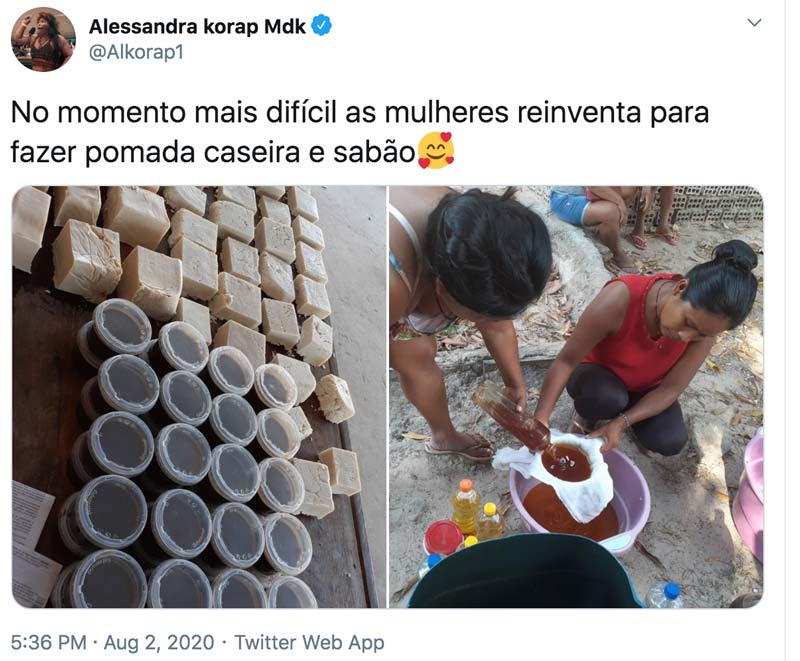 Alessandra korap Mdk
@Alkorap1
No momento mais difícil as mulheres reinventa para
fazer pomada caseira e sabão🥰
5:36 PM · Aug 2, 2020 · Twitter Web App